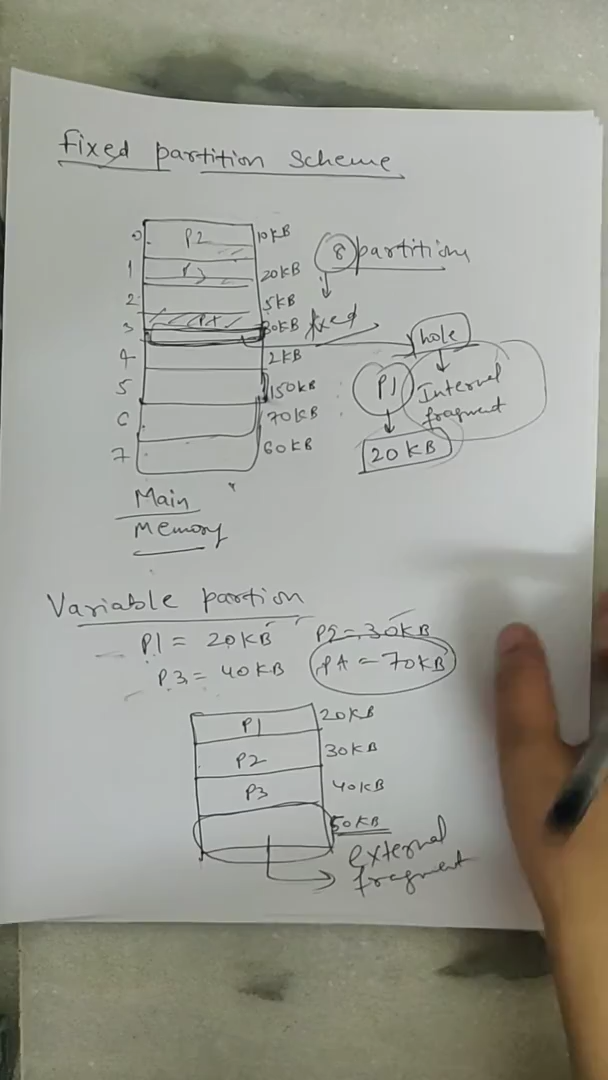 Fixed partition scheme
0 P2 10KB
8 partitions
1 P3 20KB
2 5KB
fixed
3 30KB
hole
4 2KB
P1 Internal
fragment
5 150KB
6 70KB
20 KB
7 60KB
Main
Memory
Variable partion
P1 = 20KB P2 = 30KB
P3 = 40KB P4 = 70KB
P1 20KB
P2 30KB
P3 40KB
50KB
external
fragment